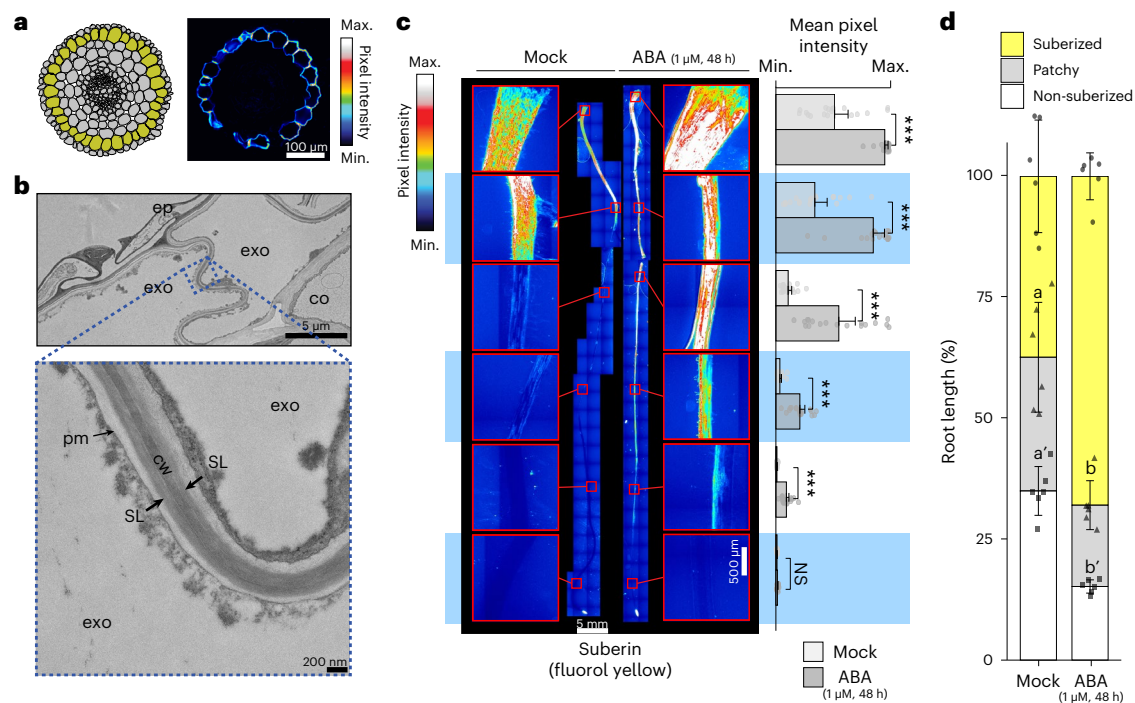 a
Max.
Pixel intensity
Min.
100 µm
b
ep
exo
exo
co
5 µm
exo
pm
cw
SL
SL
exo
200 nm
c
Mock
ABA (1 µM, 48 h)
Max.
Pixel intensity
Min.
500 µm
5 mm
Suberin
(fluorol yellow)
Mean pixel
intensity
Min.
Max.
***
***
***
***
***
NS
Mock
ABA
(1 µM, 48 h)
d
Suberized
Patchy
Non-suberized
Root length (%)
100
75
50
25
0
a
a′
b
b′
Mock
ABA
(1 µM, 48 h)